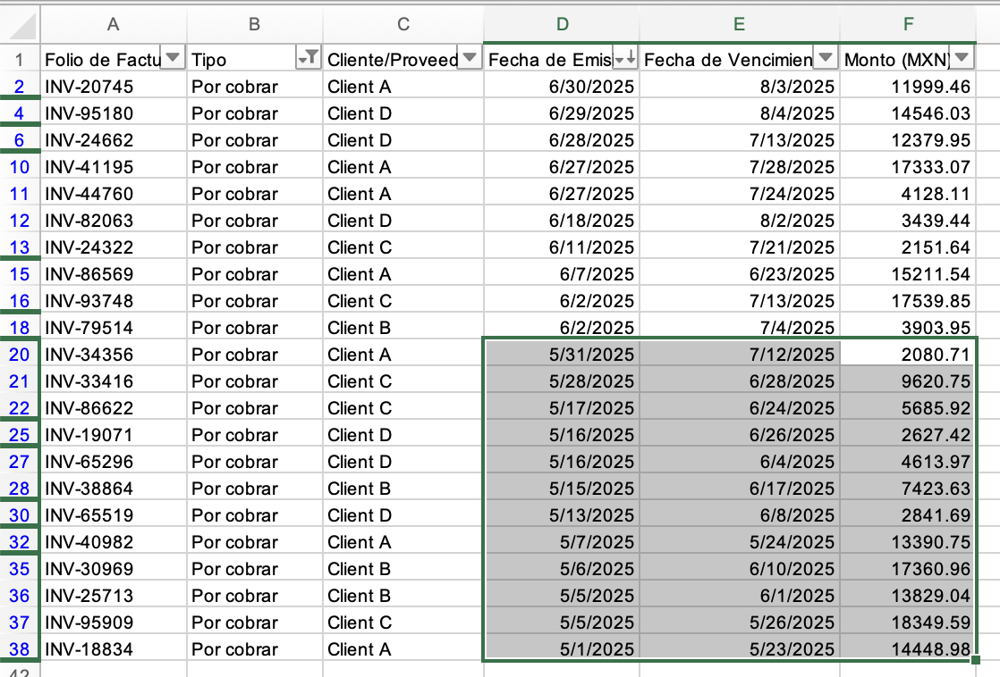 A B C D E F
1 Folio de Factu Tipo Cliente/Proveed Fecha de Emis Fecha de Vencimien Monto (MXN)
2 INV-20745 Por cobrar Client A 6/30/2025 8/3/2025 11999.46
4 INV-95180 Por cobrar Client D 6/29/2025 8/4/2025 14546.03
6 INV-24662 Por cobrar Client D 6/28/2025 7/13/2025 12379.95
10 INV-41195 Por cobrar Client A 6/27/2025 7/28/2025 17333.07
11 INV-44760 Por cobrar Client A 6/27/2025 7/24/2025 4128.11
12 INV-82063 Por cobrar Client D 6/18/2025 8/2/2025 3439.44
13 INV-24322 Por cobrar Client C 6/11/2025 7/21/2025 2151.64
15 INV-86569 Por cobrar Client A 6/7/2025 6/23/2025 15211.54
16 INV-93748 Por cobrar Client C 6/2/2025 7/13/2025 17539.85
18 INV-79514 Por cobrar Client B 6/2/2025 7/4/2025 3903.95
20 INV-34356 Por cobrar Client A 5/31/2025 7/12/2025 2080.71
21 INV-33416 Por cobrar Client C 5/28/2025 6/28/2025 9620.75
22 INV-86622 Por cobrar Client C 5/17/2025 6/24/2025 5685.92
25 INV-19071 Por cobrar Client D 5/16/2025 6/26/2025 2627.42
27 INV-65296 Por cobrar Client D 5/16/2025 6/4/2025 4613.97
28 INV-38864 Por cobrar Client B 5/15/2025 6/17/2025 7423.63
30 INV-65519 Por cobrar Client D 5/13/2025 6/8/2025 2841.69
32 INV-40982 Por cobrar Client A 5/7/2025 5/24/2025 13390.75
35 INV-30969 Por cobrar Client B 5/6/2025 6/10/2025 17360.96
36 INV-25713 Por cobrar Client B 5/5/2025 6/1/2025 13829.04
37 INV-95909 Por cobrar Client C 5/5/2025 5/26/2025 18349.59
38 INV-18834 Por cobrar Client A 5/1/2025 5/23/2025 14448.98
42